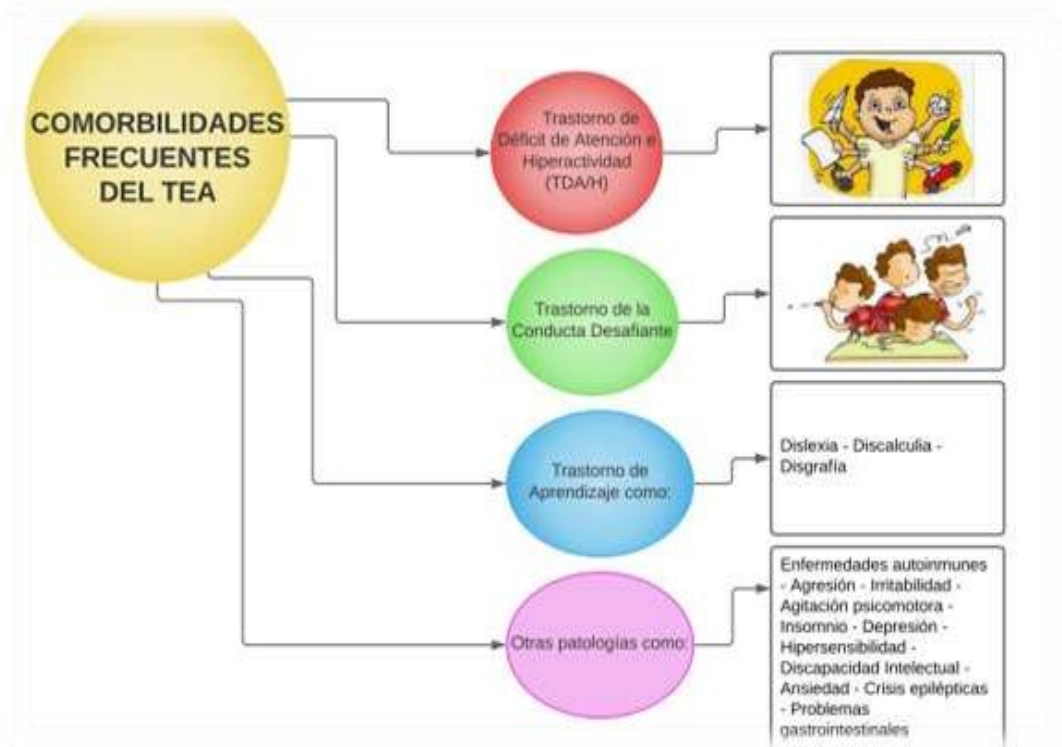 COMORBILIDADES
FRECUENTES
DEL TEA
Trastorno de
Déficit de Atención e
Hiperactividad
(TDA/H)
Trastorno de la
Conducta Desafiante
Trastorno de
Aprendizaje como:
Dislexia - Discalculia -
Disgrafía
Otras patologías como:
Enfermedades autoinmunes
- Agresión - Irritabilidad -
Agitación psicomotora -
Insomnio - Depresión -
Hipersensibilidad -
Discapacidad Intelectual -
Ansiedad - Crisis epilépticas
- Problemas
gastrointestinales